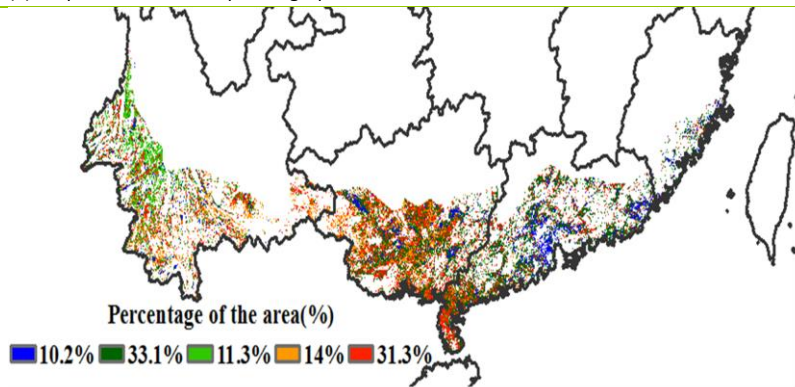 Percentage of the area(%)
10.2% 33.1% 11.3% 14% 31.3%